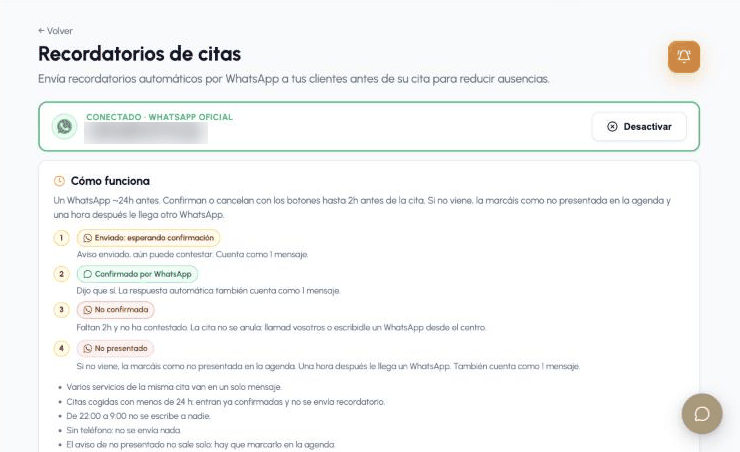 ← Volver
Recordatorios de citas
Envía recordatorios automáticos por WhatsApp a tus clientes antes de su cita para reducir ausencias.
CONECTADO · WHATSAPP OFICIAL
Desactivar
Cómo funciona
Un WhatsApp ~24h antes. Confirman o cancelan con los botones hasta 2h antes de la cita. Si no viene, la marcáis como no presentada en la agenda y
una hora después le llega otro WhatsApp.
1 Enviado: esperando confirmación
Aviso enviado, aún puede contestar. Cuenta como 1 mensaje.
2 Confirmada por WhatsApp
Dijo que sí. La respuesta automática también cuenta como 1 mensaje.
3 No confirmada
Faltan 2h y no ha contestado. La cita no se anula: llamad vosotros o escribidle un WhatsApp desde el centro.
4 No presentado
Si no viene, la marcáis como no presentada en la agenda. Una hora después le llega un WhatsApp. También cuenta como 1 mensaje.
• Varios servicios de la misma cita van en un solo mensaje.
• Citas cogidas con menos de 24 h: entran ya confirmadas y no se envía recordatorio.
• De 22:00 a 9:00 no se escribe a nadie.
• Sin teléfono: no se envía nada.
• El aviso de no presentado no sale solo: hay que marcarlo en la agenda.